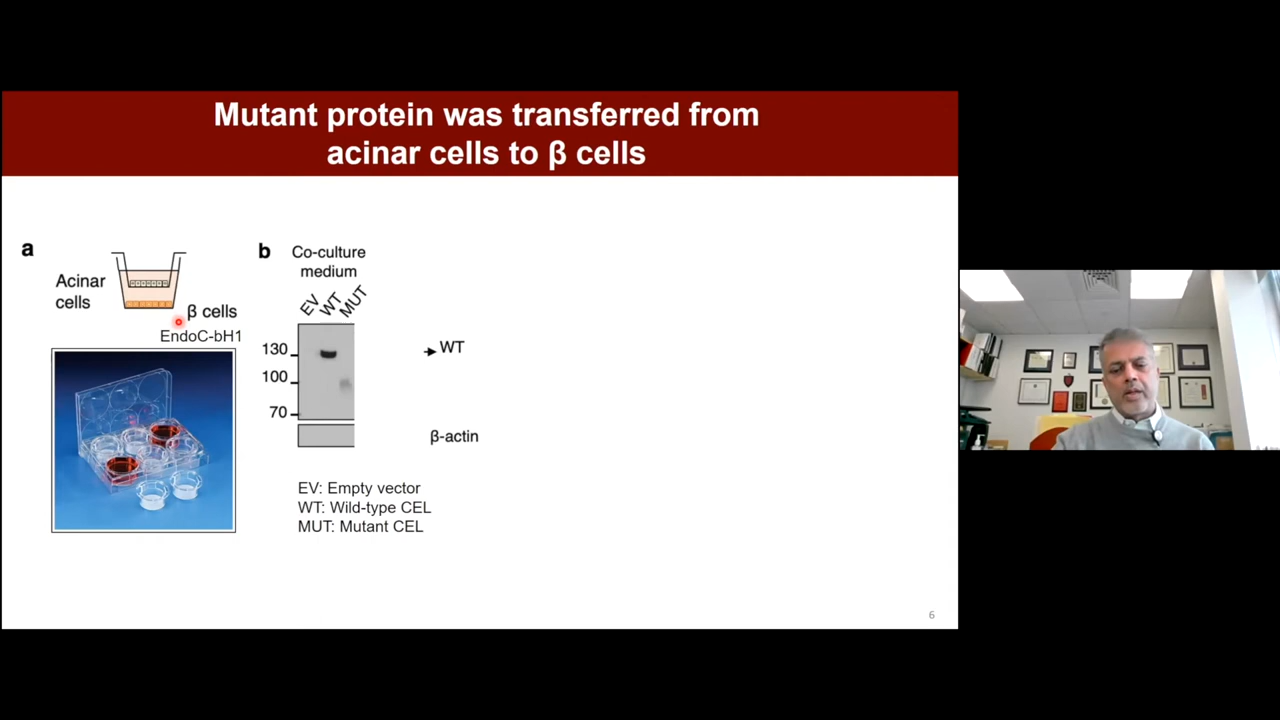 Mutant protein was transferred from
acinar cells to β cells
a
Acinar
cells
β cells
EndoC-bH1
b
Co-culture
medium
EV
WT
MUT
130
100
70
WT
β-actin
EV: Empty vector
WT: Wild-type CEL
MUT: Mutant CEL
6